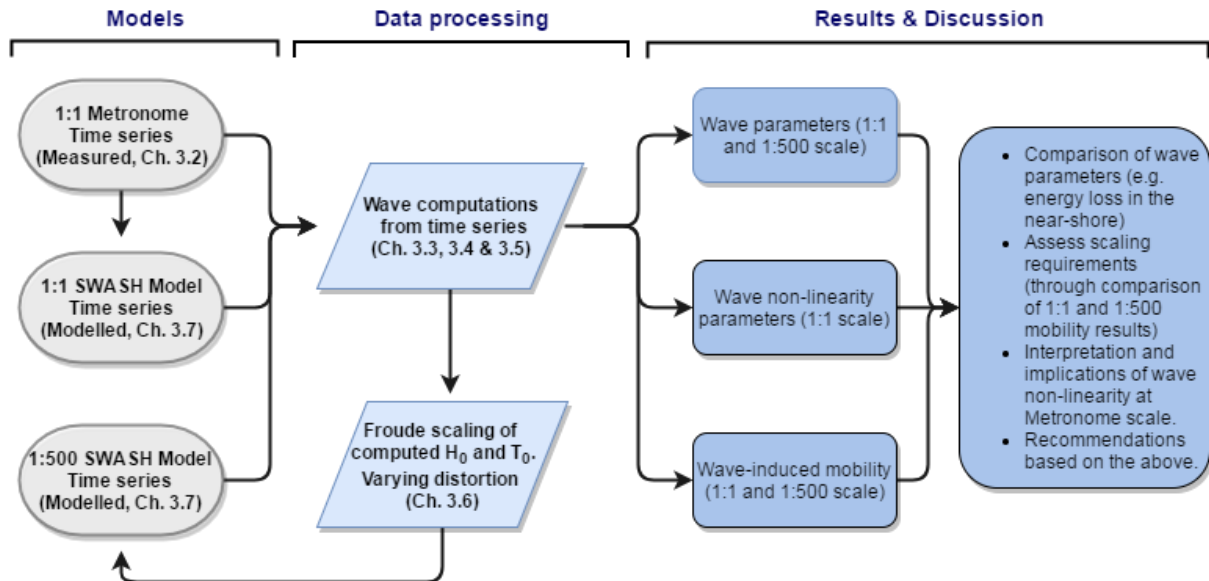 Models
Data processing
Results & Discussion
1:1 Metronome
Time series
(Measured, Ch. 3.2)
1:1 SWASH Model
Time series
(Modelled, Ch. 3.7)
1:500 SWASH Model
Time series
(Modelled, Ch. 3.7)
Wave computations
from time series
(Ch. 3.3, 3.4 & 3.5)
Froude scaling of
computed H₀ and T₀.
Varying distortion
(Ch. 3.6)
Wave parameters (1:1
and 1:500 scale)
Wave non-linearity
parameters (1:1 scale)
Wave-induced mobility
(1:1 and 1:500 scale)
• Comparison of wave
parameters (e.g.
energy loss in the
near-shore)
• Assess scaling
requirements
(through comparison
of 1:1 and 1:500
mobility results)
• Interpretation and
implications of wave
non-linearity at
Metronome scale.
• Recommendations
based on the above.